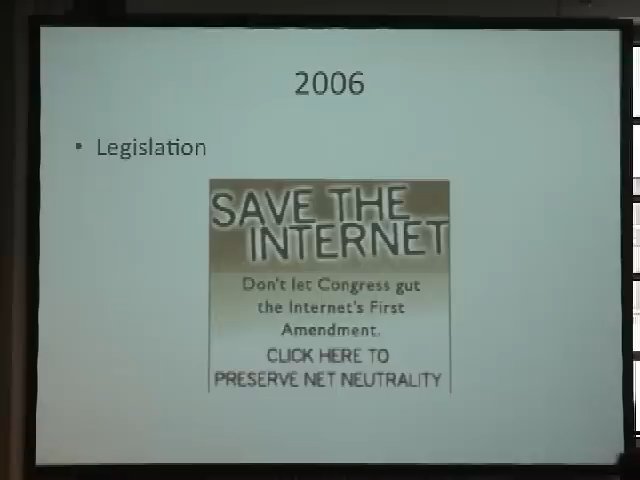 2006
• Legislation
SAVE THE
INTERNET
Don't let Congress gut
the Internet's First
Amendment.
CLICK HERE TO
PRESERVE NET NEUTRALITY